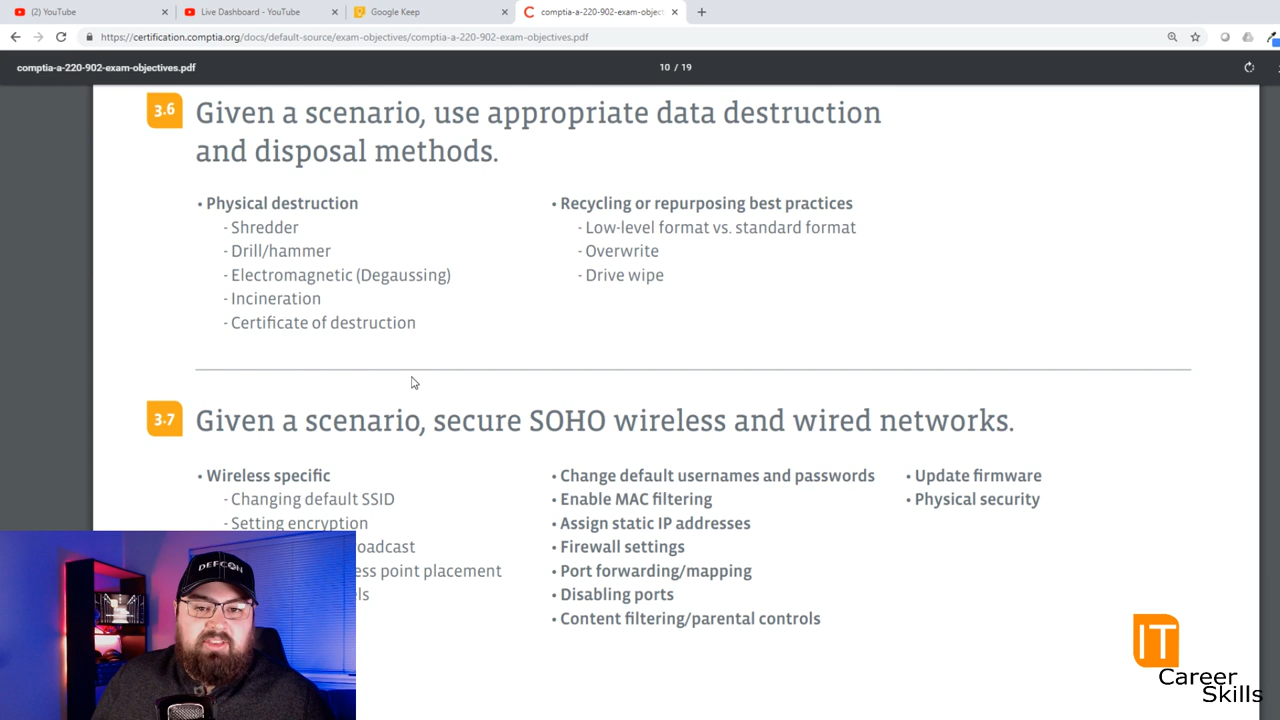 (2) YouTube
Live Dashboard - YouTube
Google Keep
comptia-a-220-902-exam-object
https://certification.comptia.org/docs/default-source/exam-objectives/comptia-a-220-902-exam-objectives.pdf
comptia-a-220-902-exam-objectives.pdf
10 / 19
3.6
Given a scenario, use appropriate data destruction
and disposal methods.
• Physical destruction
- Shredder
- Drill/hammer
- Electromagnetic (Degaussing)
- Incineration
- Certificate of destruction
• Recycling or repurposing best practices
- Low-level format vs. standard format
- Overwrite
- Drive wipe
3.7
Given a scenario, secure SOHO wireless and wired networks.
• Wireless specific
- Changing default SSID
- Setting encryption
oadcast
ess point placement
ls
• Change default usernames and passwords
• Enable MAC filtering
• Assign static IP addresses
• Firewall settings
• Port forwarding/mapping
• Disabling ports
• Content filtering/parental controls
• Update firmware
• Physical security
DEFCON
IT
Career
Skills